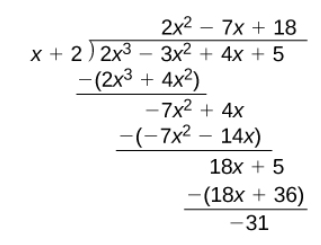 2x² − 7x + 18
x + 2 ) 2x³ − 3x² + 4x + 5
−(2x³ + 4x²)
−7x² + 4x
−(−7x² − 14x)
18x + 5
−(18x + 36)
−31